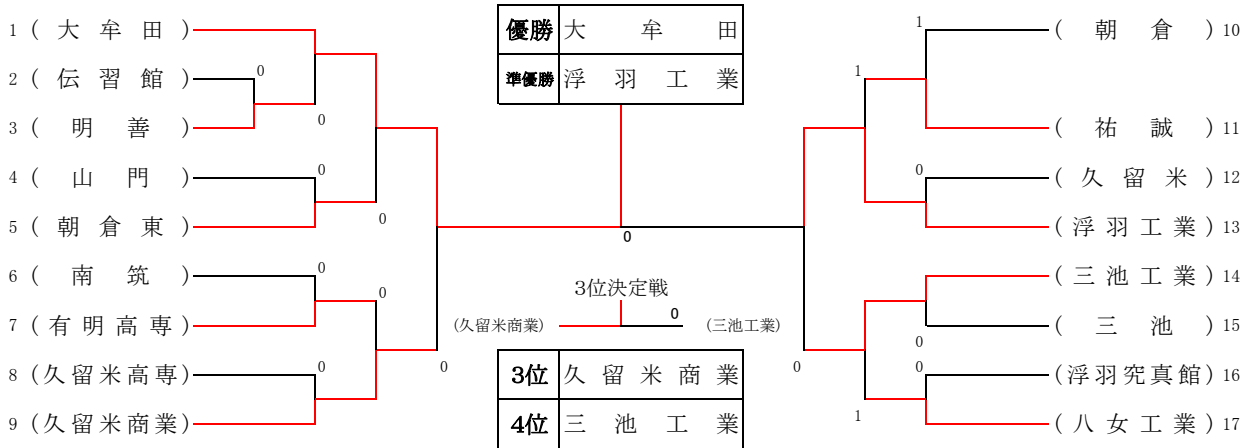 優勝 大牟田
準優勝 浮羽工業
1 (大牟田)
2 (伝習館)
0
3 (明善)
0
4 (山門)
0
5 (朝倉東)
0
6 (南筑)
0
7 (有明高専)
0
8 (久留米高専)
0
9 (久留米商業)
0
0
3位決定戦
(久留米商業) 0 (三池工業)
3位 久留米商業
4位 三池工業
1
(朝倉) 10
1
(祐誠) 11
0
(久留米) 12
(浮羽工業) 13
(三池工業) 14
(三池) 15
0
0
0
(浮羽究真館) 16
1
(八女工業) 17